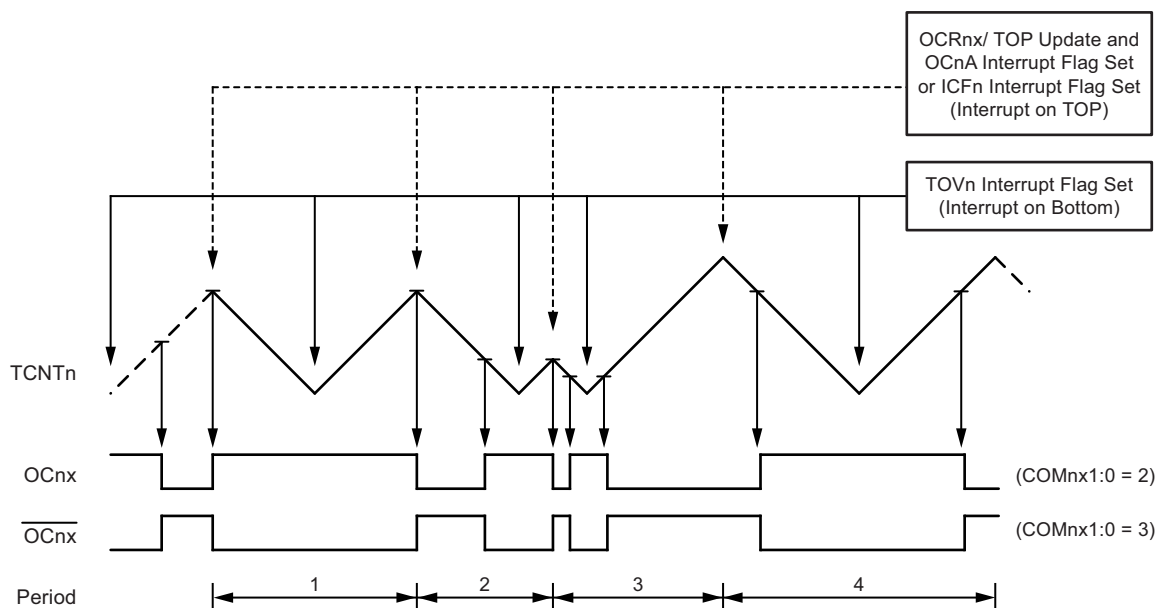 OCRnx/ TOP Update and
OCnA Interrupt Flag Set
or ICFn Interrupt Flag Set
(Interrupt on TOP)
TOVn Interrupt Flag Set
(Interrupt on Bottom)
TCNTn
OCnx
(COMnx1:0 = 2)
OCnx
(COMnx1:0 = 3)
Period
1
2
3
4